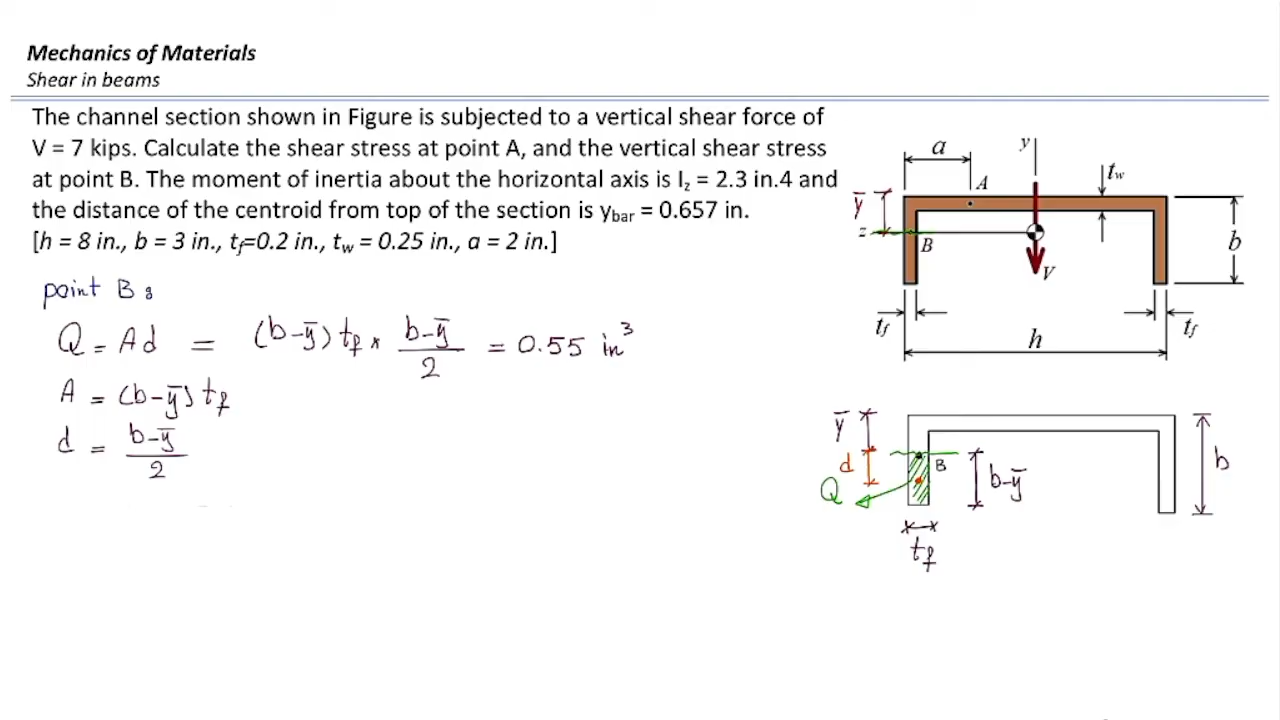 Mechanics of Materials
Shear in beams
The channel section shown in Figure is subjected to a vertical shear force of
V = 7 kips. Calculate the shear stress at point A, and the vertical shear stress
at point B. The moment of inertia about the horizontal axis is Iz = 2.3 in.4 and
the distance of the centroid from top of the section is ybar = 0.657 in.
[h = 8 in., b = 3 in., tf=0.2 in., tw = 0.25 in., a = 2 in.]
point B :
Q = Ad = (b-ȳ) tf × (b-ȳ)/2 = 0.55 in³
A = (b-ȳ) tf
d = (b-ȳ)/2
a
y
tw
A
ȳ
z
B
b
V
tf
tf
h
ȳ
d
B
b-ȳ
b
Q
tf